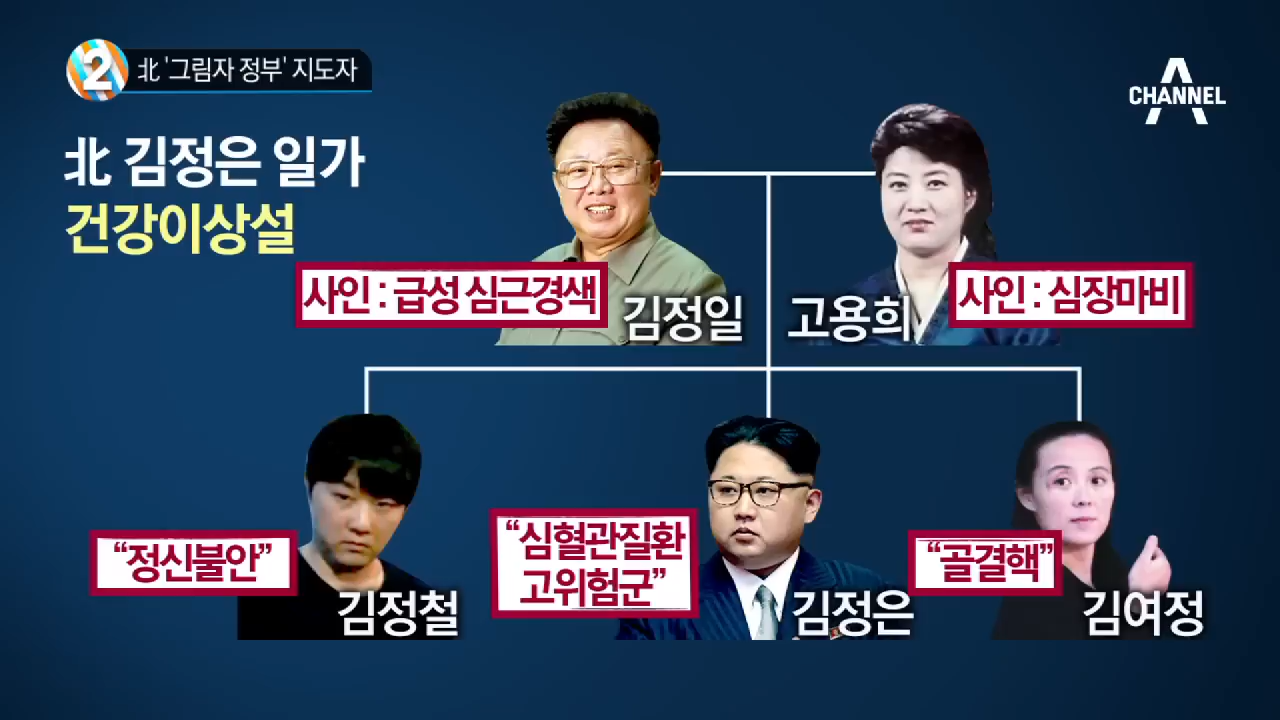 2
北 '그림자 정부' 지도자
CHANNEL A
北 김정은 일가
건강이상설
사인 : 급성 심근경색
김정일
고용희
사인 : 심장마비
“정신불안”
김정철
“심혈관질환
고위험군”
김정은
“골결핵”
김여정